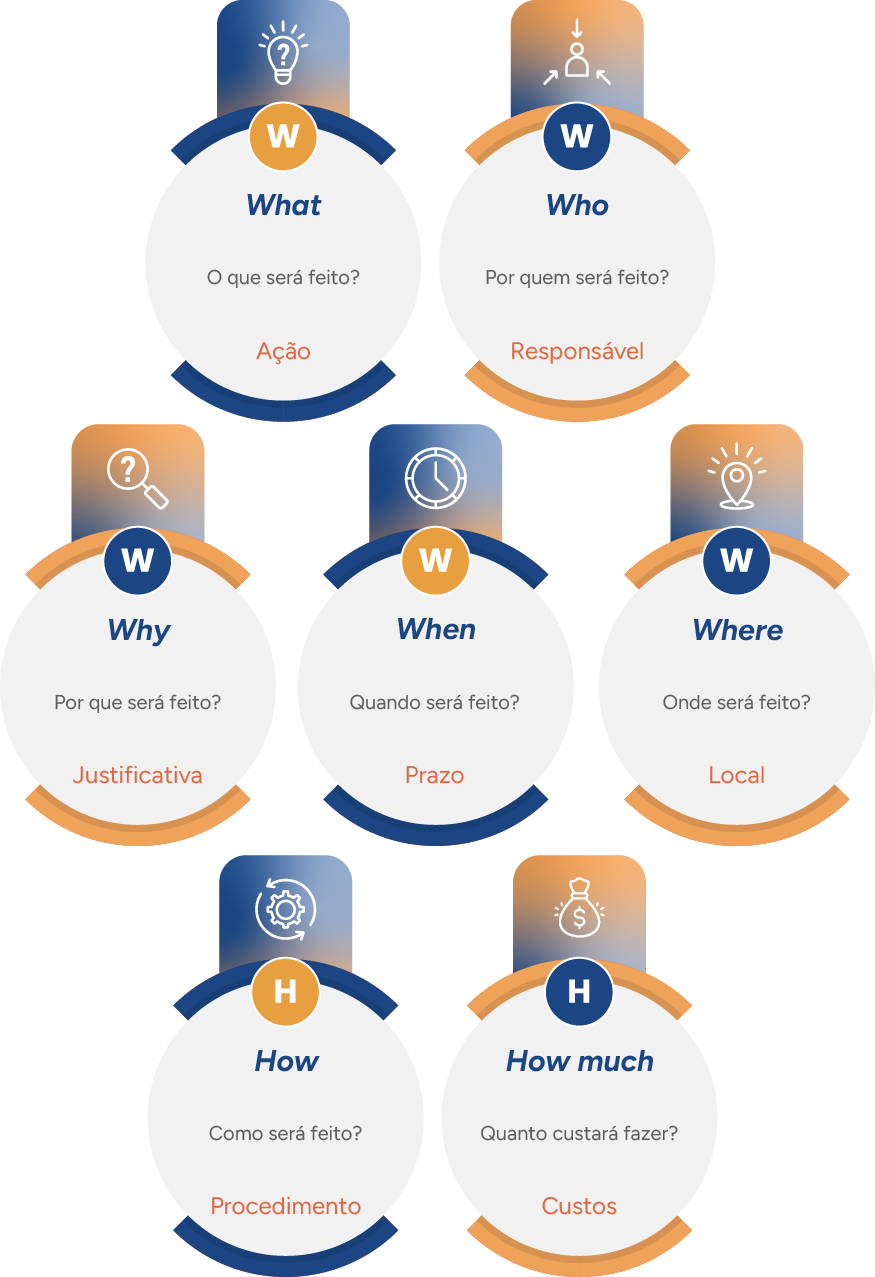 ?
W
What
O que será feito?
Ação
W
Who
Por quem será feito?
Responsável
?
W
Why
Por que será feito?
Justificativa
W
When
Quando será feito?
Prazo
W
Where
Onde será feito?
Local
H
How
Como será feito?
Procedimento
$
H
How much
Quanto custará fazer?
Custos